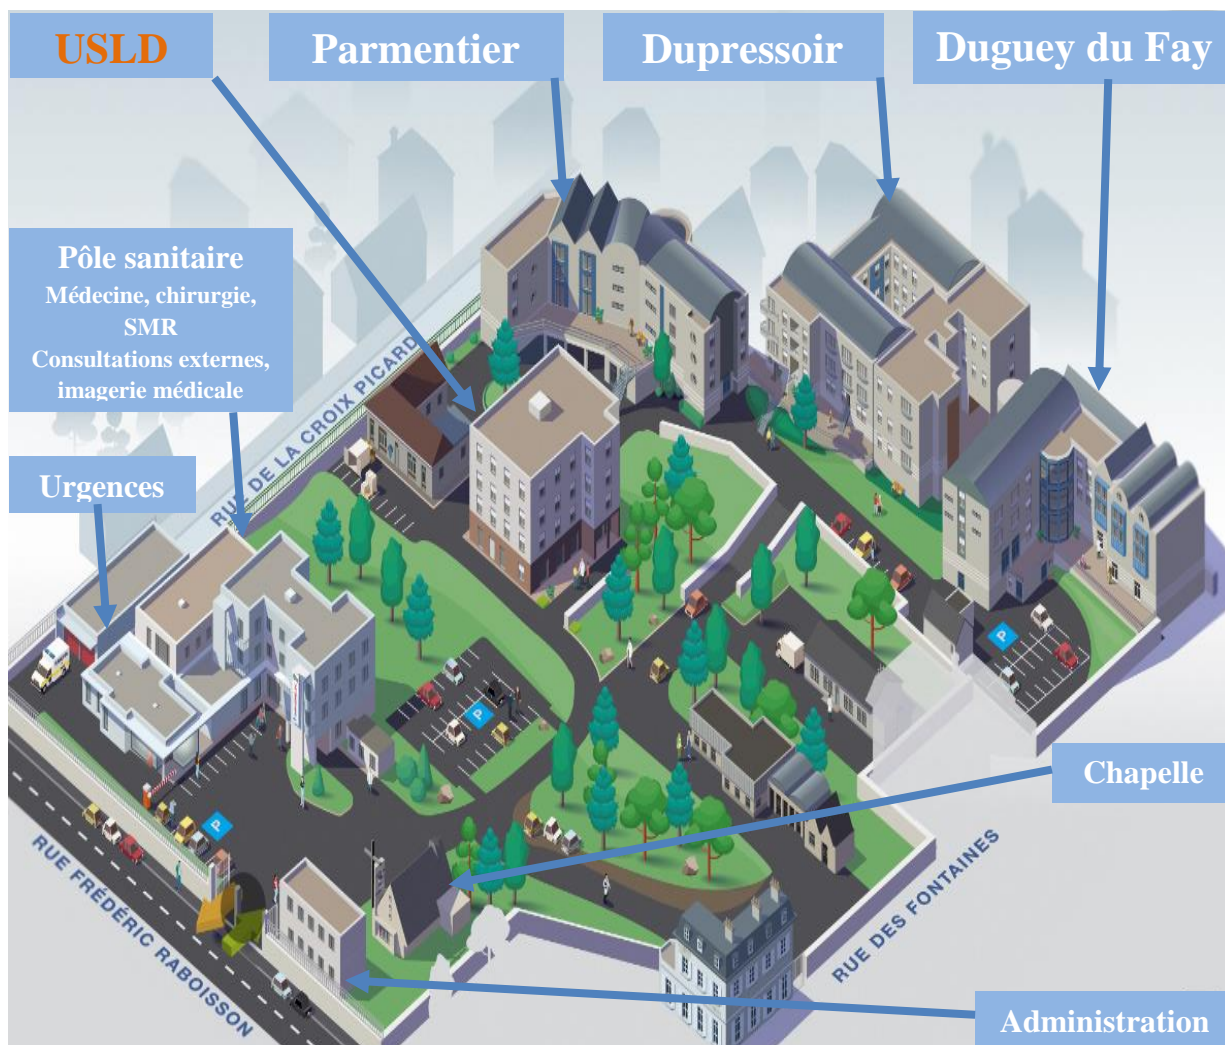 USLD
Parmentier
Dupressoir
Duguey du Fay
Pôle sanitaire
Médecine, chirurgie,
SMR
Consultations externes,
imagerie médicale
RUE DE LA CROIX PICARD
Urgences
P
P
P
Chapelle
RUE FRÉDÉRIC RABOISSON
RUE DES FONTAINES
Administration